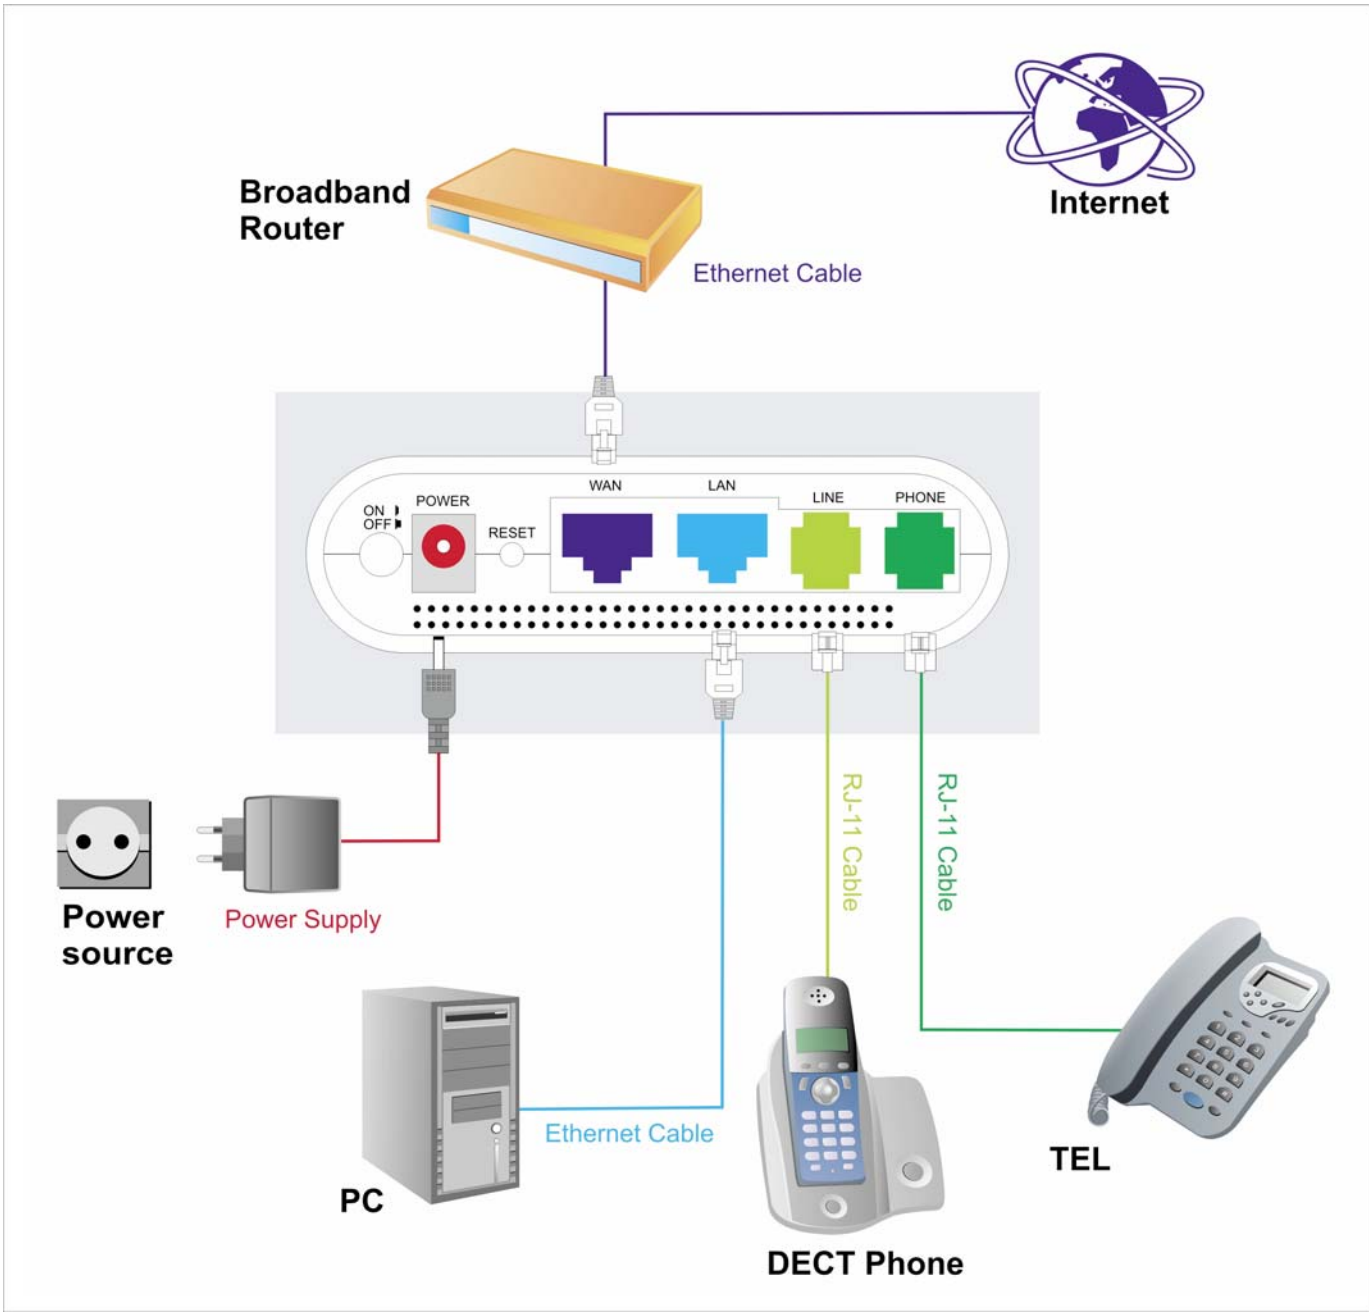 Internet
Broadband
Router
Ethernet Cable
WAN
LAN
LINE
PHONE
POWER
ON
OFF
RESET
RJ-11 Cable
RJ-11 Cable
Power
source
Power Supply
Ethernet Cable
PC
TEL
DECT Phone